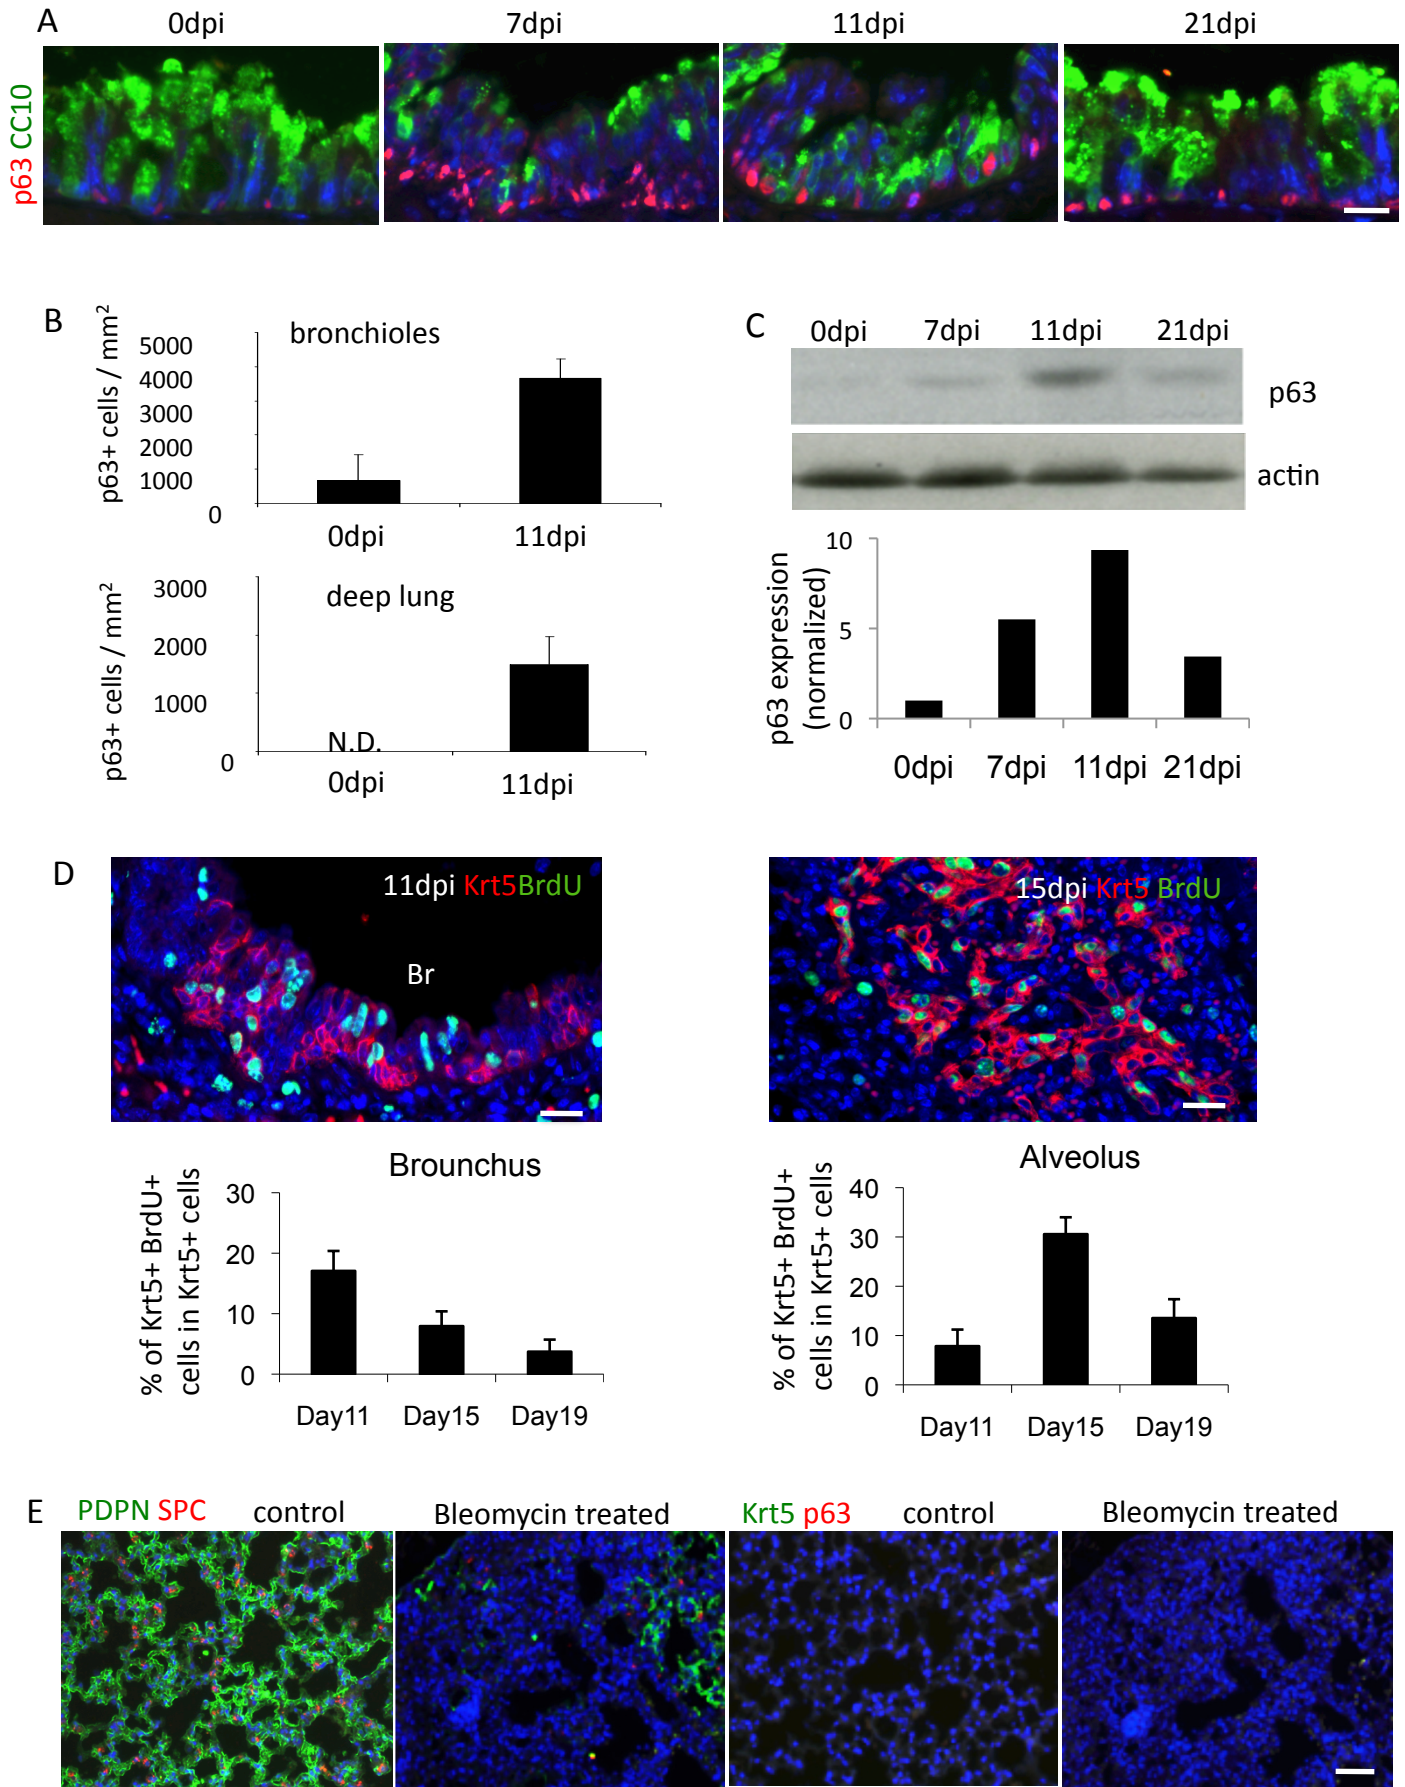 A
0dpi 7dpi 11dpi 21dpi
p63 CC10
B
bronchioles
p63+ cells / mm²
5000
4000
3000
2000
1000
0
0dpi 11dpi
deep lung
p63+ cells / mm²
3000
2000
1000
0
N.D.
0dpi 11dpi
C
0dpi 7dpi 11dpi 21dpi
p63
actin
p63 expression
(normalized)
10
5
0
0dpi 7dpi 11dpi 21dpi
D
11dpi Krt5BrdU
Br
15dpi Krt5 BrdU
Brounchus
% of Krt5+ BrdU+
cells in Krt5+ cells
30
20
10
0
Day11 Day15 Day19
Alveolus
% of Krt5+ BrdU+
cells in Krt5+ cells
40
30
20
10
0
Day11 Day15 Day19
E
PDPN SPC control Bleomycin treated Krt5 p63 control Bleomycin treated